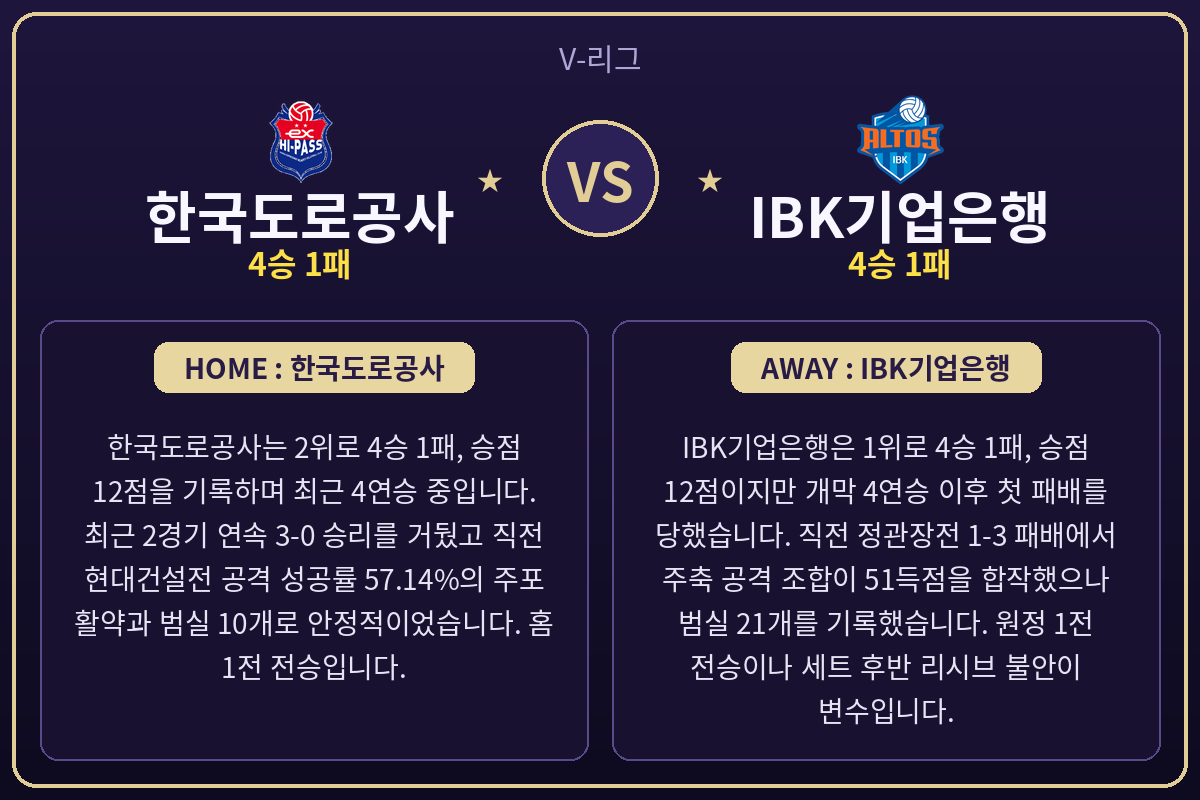 V-리그
ex
HI-PASS
ALTOS
IBK
VS
한국도로공사
IBK기업은행
4승 1패
4승 1패
HOME : 한국도로공사
한국도로공사는 2위로 4승 1패, 승점
12점을 기록하며 최근 4연승 중입니다.
최근 2경기 연속 3-0 승리를 거뒀고 직전
현대건설전 공격 성공률 57.14%의 주포
활약과 범실 10개로 안정적이었습니다. 홈
1전 전승입니다.
AWAY : IBK기업은행
IBK기업은행은 1위로 4승 1패, 승점
12점이지만 개막 4연승 이후 첫 패배를
당했습니다. 직전 정관장전 1-3 패배에서
주축 공격 조합이 51득점을 합작했으나
범실 21개를 기록했습니다. 원정 1전
전승이나 세트 후반 리시브 불안이
변수입니다.